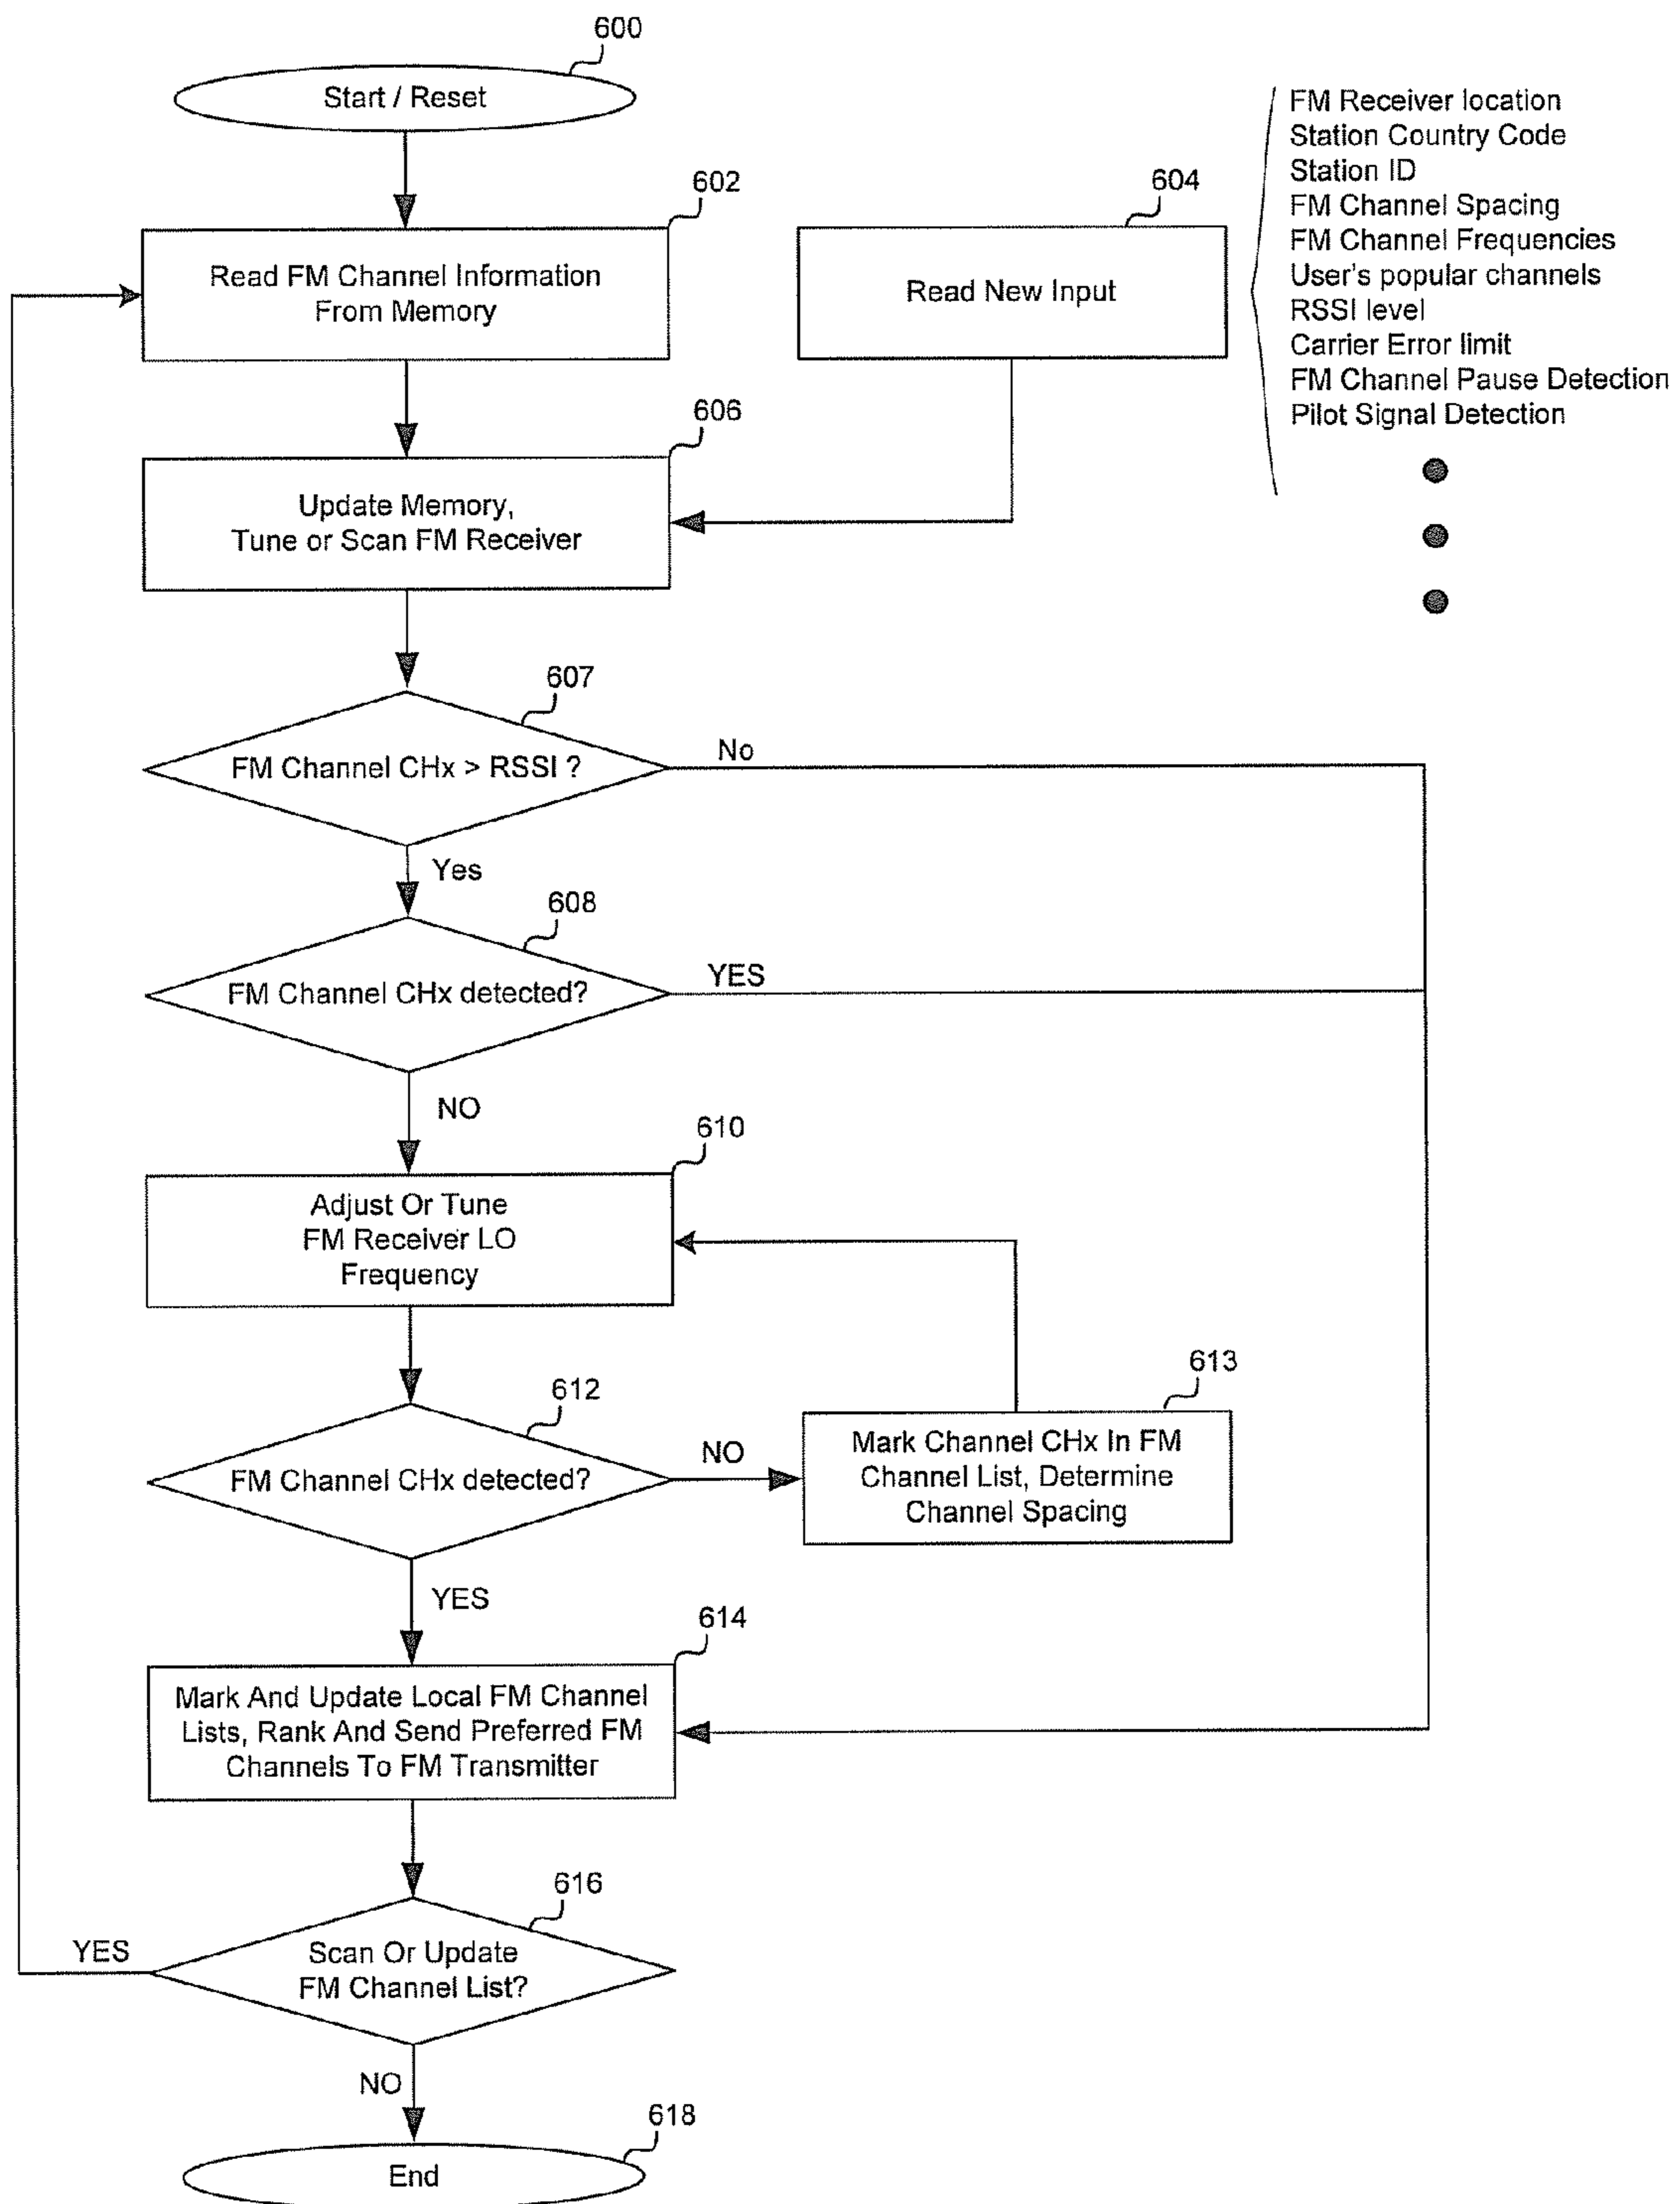 600
Start / Reset
602
Read FM Channel Information
From Memory
604
Read New Input
FM Receiver location
Station Country Code
Station ID
FM Channel Spacing
FM Channel Frequencies
User's popular channels
RSSI level
Carrier Error limit
FM Channel Pause Detection
Pilot Signal Detection
606
Update Memory,
Tune or Scan FM Receiver
607
FM Channel CHx > RSSI ?
No
Yes
608
FM Channel CHx detected?
YES
NO
610
Adjust Or Tune
FM Receiver LO
Frequency
612
FM Channel CHx detected?
NO
613
Mark Channel CHx In FM
Channel List, Determine
Channel Spacing
YES
614
Mark And Update Local FM Channel
Lists, Rank And Send Preferred FM
Channels To FM Transmitter
616
Scan Or Update
FM Channel List?
YES
NO
618
End